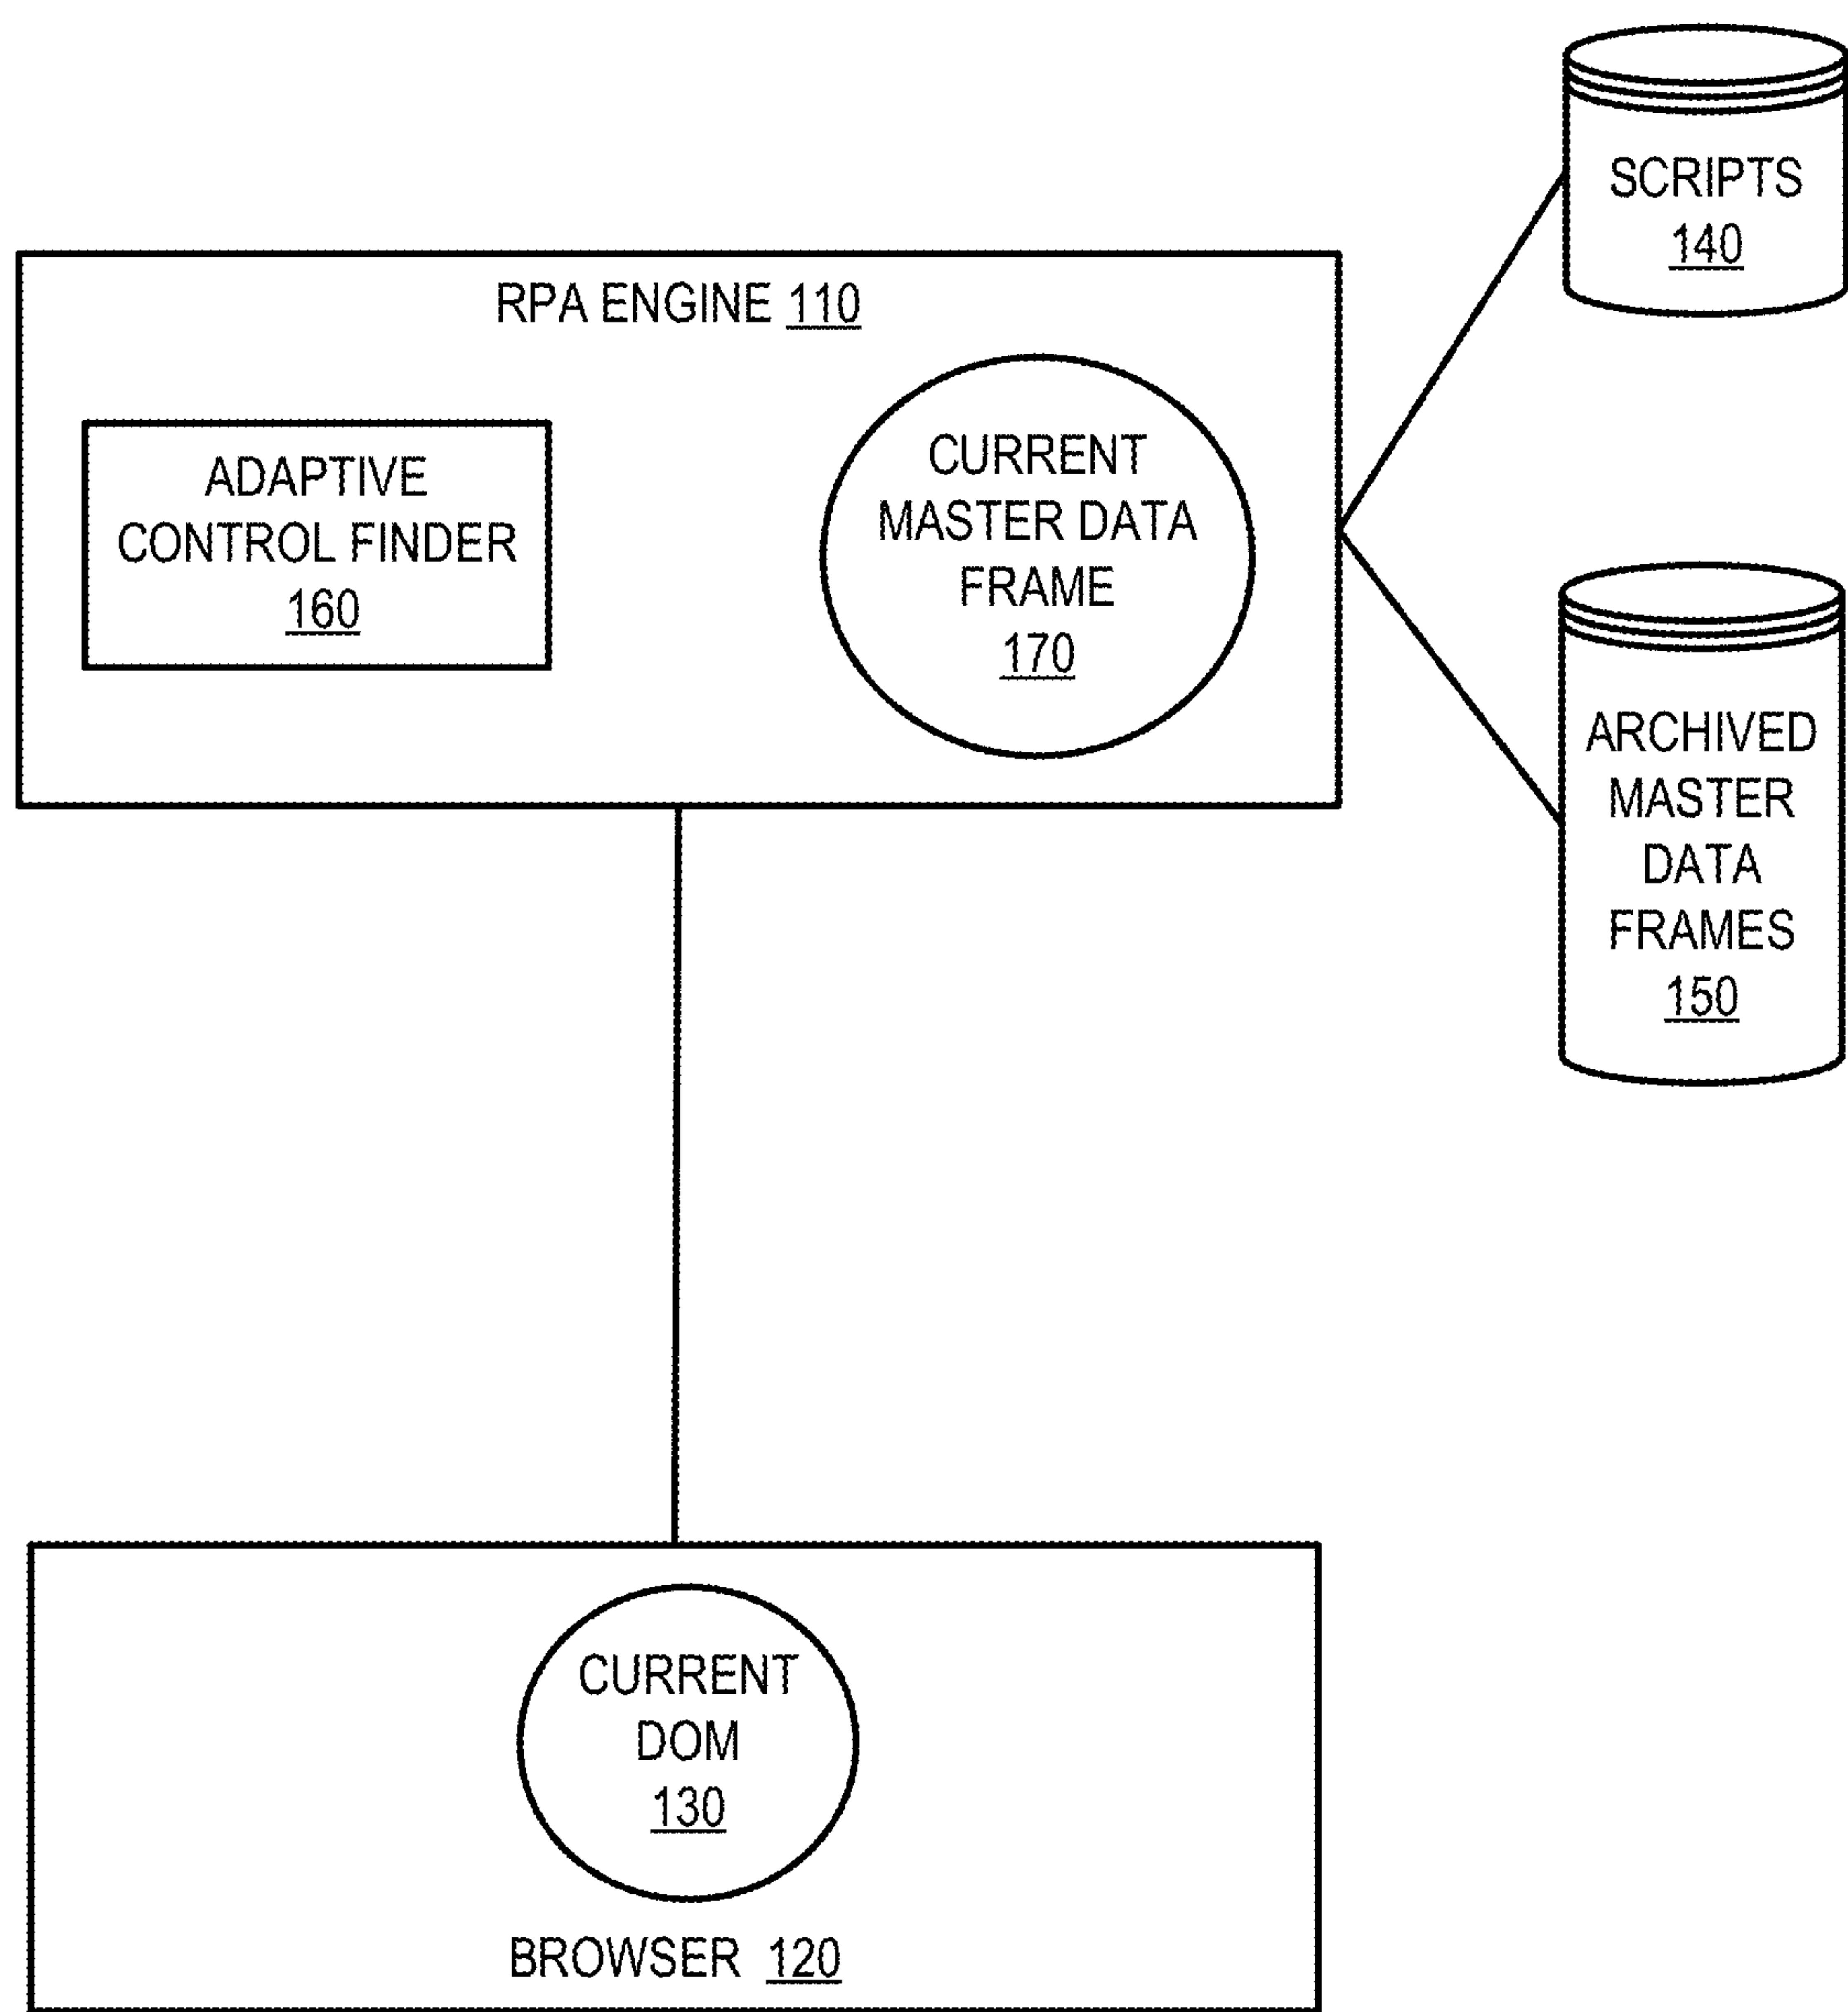 SCRIPTS
140
RPA ENGINE 110
ADAPTIVE
CONTROL FINDER
160
CURRENT
MASTER DATA
FRAME
170
ARCHIVED
MASTER
DATA
FRAMES
150
CURRENT
DOM
130
BROWSER 120